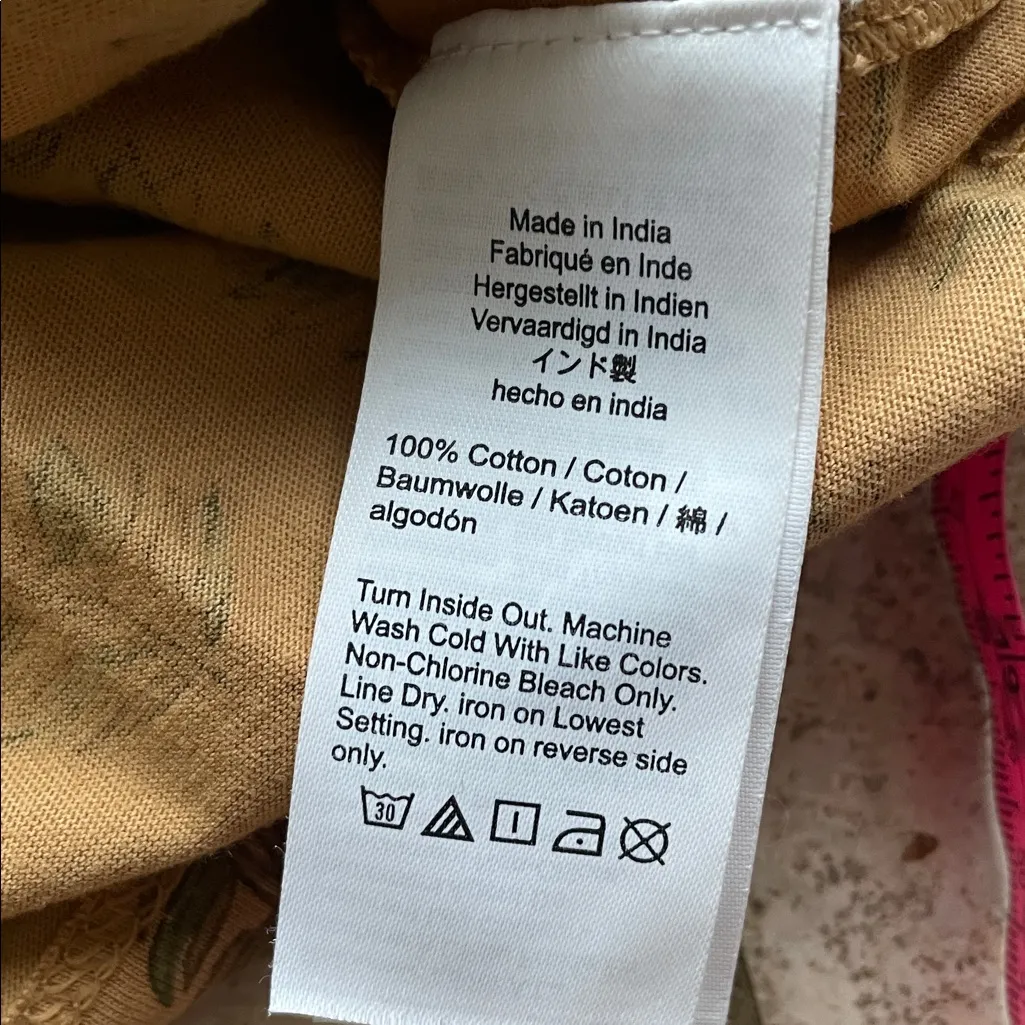 Made in India
Fabriqué en Inde
Hergestellt in Indien
Vervaardigd in India
インド製
hecho en india
100% Cotton / Coton /
Baumwolle / Katoen / 綿 /
algodón
Turn Inside Out. Machine
Wash Cold With Like Colors.
Non-Chlorine Bleach Only.
Line Dry. iron on Lowest
Setting. iron on reverse side
only.
30